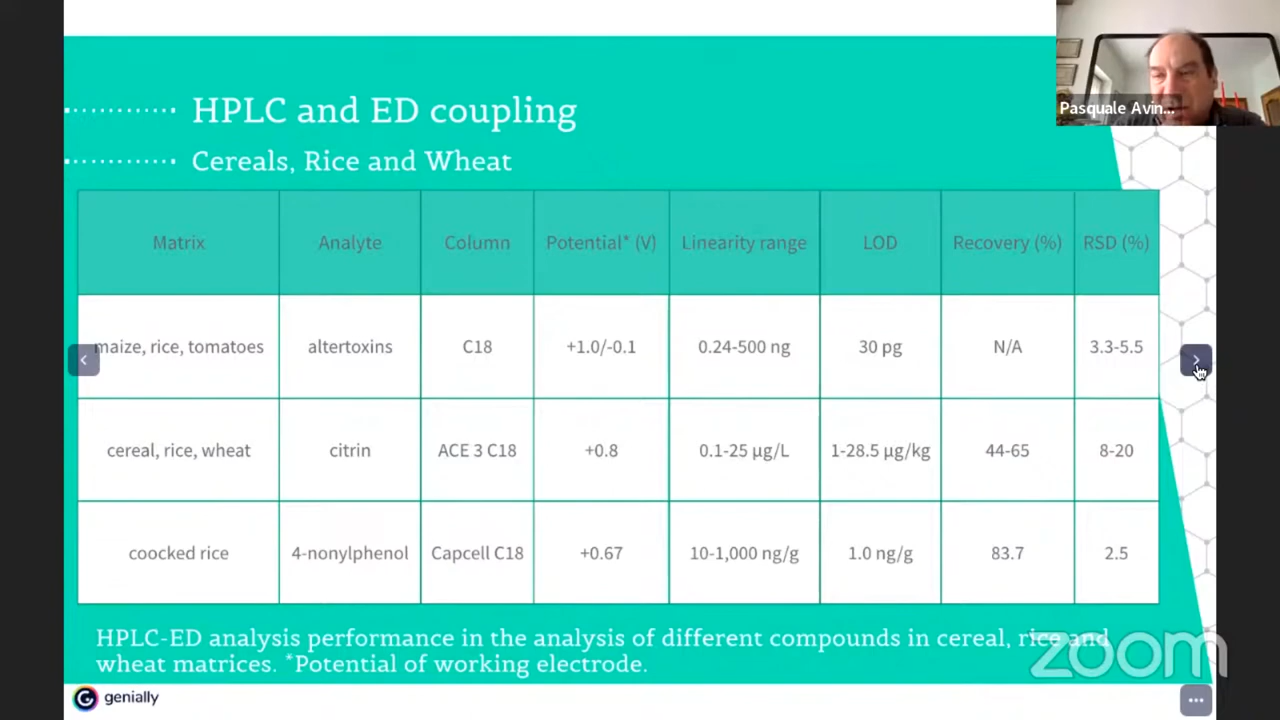 HPLC and ED coupling
Cereals, Rice and Wheat
Pasquale Avin...
Matrix Analyte Column Potential* (V) Linearity range LOD Recovery (%) RSD (%)
maize, rice, tomatoes altertoxins C18 +1.0/-0.1 0.24-500 ng 30 pg N/A 3.3-5.5
cereal, rice, wheat citrin ACE 3 C18 +0.8 0.1-25 µg/L 1-28.5 µg/kg 44-65 8-20
coocked rice 4-nonylphenol Capcell C18 +0.67 10-1,000 ng/g 1.0 ng/g 83.7 2.5
HPLC-ED analysis performance in the analysis of different compounds in cereal, rice and
wheat matrices. *Potential of working electrode.
zoom
genially